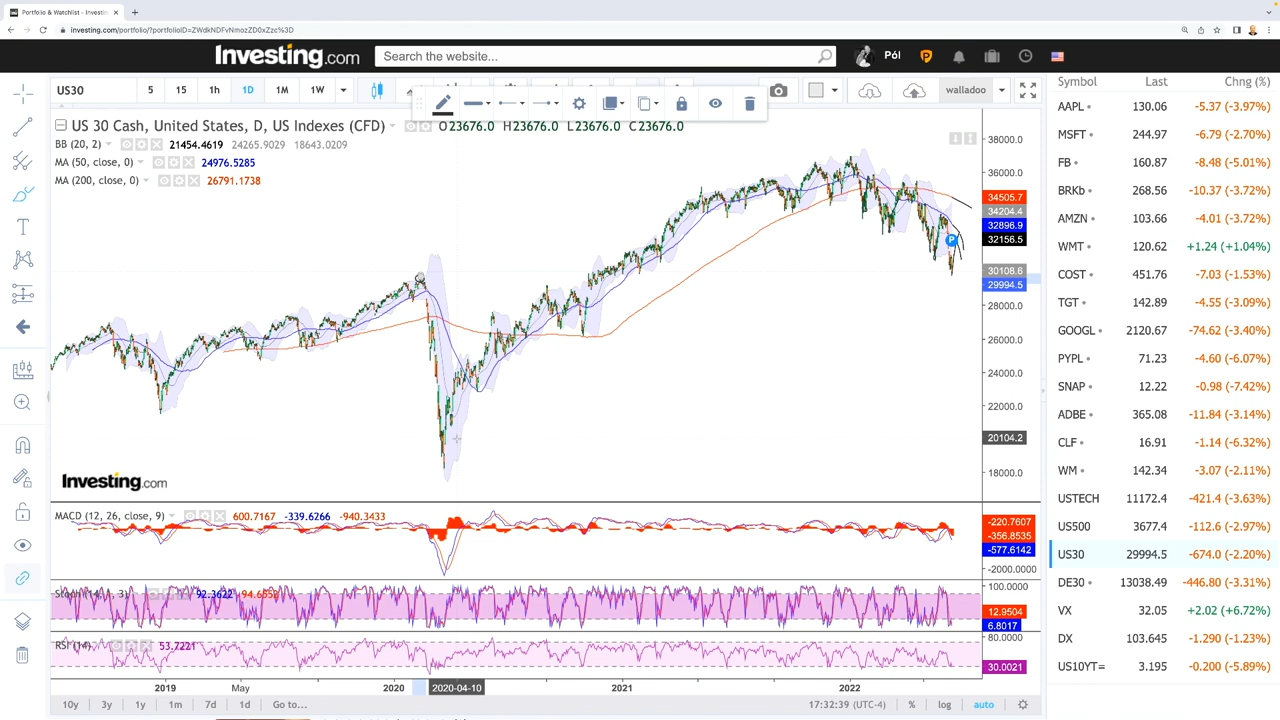 Portfolio & Watchlist - Investin
investing.com/portfolio/?portfolioID=ZWdkNDFvNmozZD0xZzc%3D
Investing.com
Search the website...
Pól
US30 5 15 1h 1D 1M 1W
walladoo
US 30 Cash, United States, D, US Indexes (CFD) O23676.0 H23676.0 L23676.0 C23676.0
BB (20, 2) 21454.4619 24265.9029 18643.0209
MA (50, close, 0) 24976.5285
MA (200, close, 0) 26791.1738
38000.0
36000.0
34505.7
34204.4
32896.9
32156.5
30108.6
29994.5
28000.0
26000.0
24000.0
22000.0
20104.2
18000.0
Investing.com
MACD (12, 26, close, 9) 600.7167 -339.6266 -940.3433
-220.7607
-356.8535
-577.6142
-2000.0000
92.3622
100.0000
12.9504
6.8017
RSI (14) 53.7221
80.0000
30.0021
2019 May 2020 2020-04-10 2021 2022
10y 3y 1y 1m 7d 1d Go to... 17:32:39 (UTC-4) % log auto
Symbol Last Chng (%)
AAPL 130.06 -5.37 (-3.97%)
MSFT 244.97 -6.79 (-2.70%)
FB 160.87 -8.48 (-5.01%)
BRKb 268.56 -10.37 (-3.72%)
AMZN 103.66 -4.01 (-3.72%)
WMT 120.62 +1.24 (+1.04%)
COST 451.76 -7.03 (-1.53%)
TGT 142.89 -4.55 (-3.09%)
GOOGL 2120.67 -74.62 (-3.40%)
PYPL 71.23 -4.60 (-6.07%)
SNAP 12.22 -0.98 (-7.42%)
ADBE 365.08 -11.84 (-3.14%)
CLF 16.91 -1.14 (-6.32%)
WM 142.34 -3.07 (-2.11%)
USTECH 11172.4 -421.4 (-3.63%)
US500 3677.4 -112.6 (-2.97%)
US30 29994.5 -674.0 (-2.20%)
DE30 13038.49 -446.80 (-3.31%)
VX 32.05 +2.02 (+6.72%)
DX 103.645 -1.290 (-1.23%)
US10YT= 3.195 -0.200 (-5.89%)